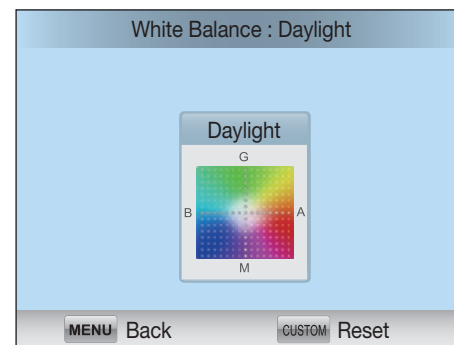 White Balance : Daylight
Daylight
G
B A
M
MENU Back CUSTOM Reset